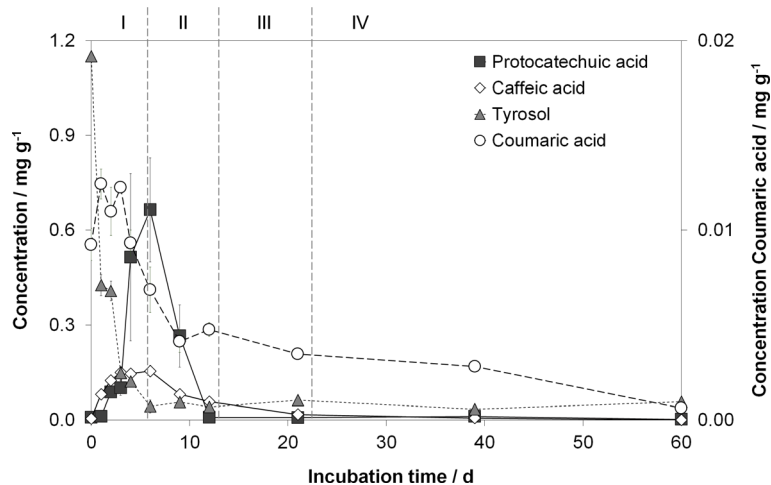 I II III IV
1.2
0.9
0.6
0.3
0.0
0.02
0.01
0.00
Concentration / mg g-1
Concentration Coumaric acid / mg g-1
Protocatechuic acid
Caffeic acid
Tyrosol
Coumaric acid
0 10 20 30 40 50 60
Incubation time / d